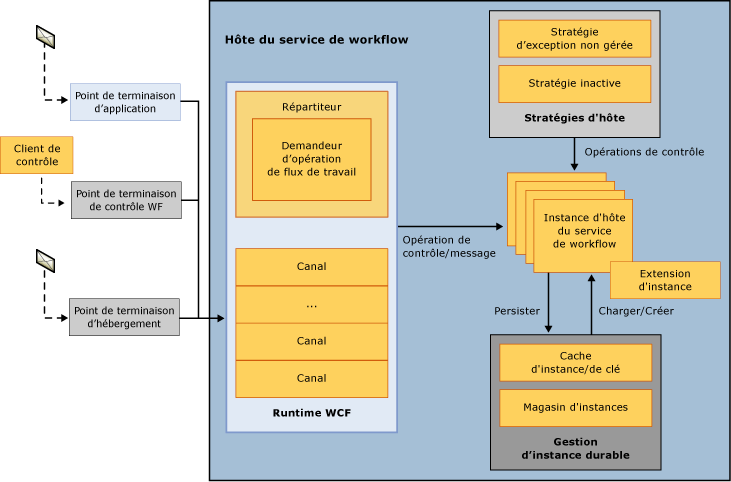 Hôte du service de workflow
Point de terminaison
d'application
Client de
contrôle
Point de terminaison
de contrôle WF
Point de terminaison
d'hébergement
Répartiteur
Demandeur
d'opération
de flux de travail
Canal
...
Canal
Canal
Runtime WCF
Opération de
contrôle/message
Stratégie
d'exception non gérée
Stratégie inactive
Stratégies d'hôte
Opérations de contrôle
Instance d'hôte
du service
de workflow
Extension
d'instance
Persister
Charger/Créer
Cache
d'instance/de clé
Magasin d'instances
Gestion
d'instance durable